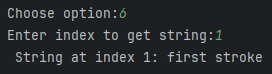 Choose option:6
Enter index to get string:1
String at index 1: first stroke